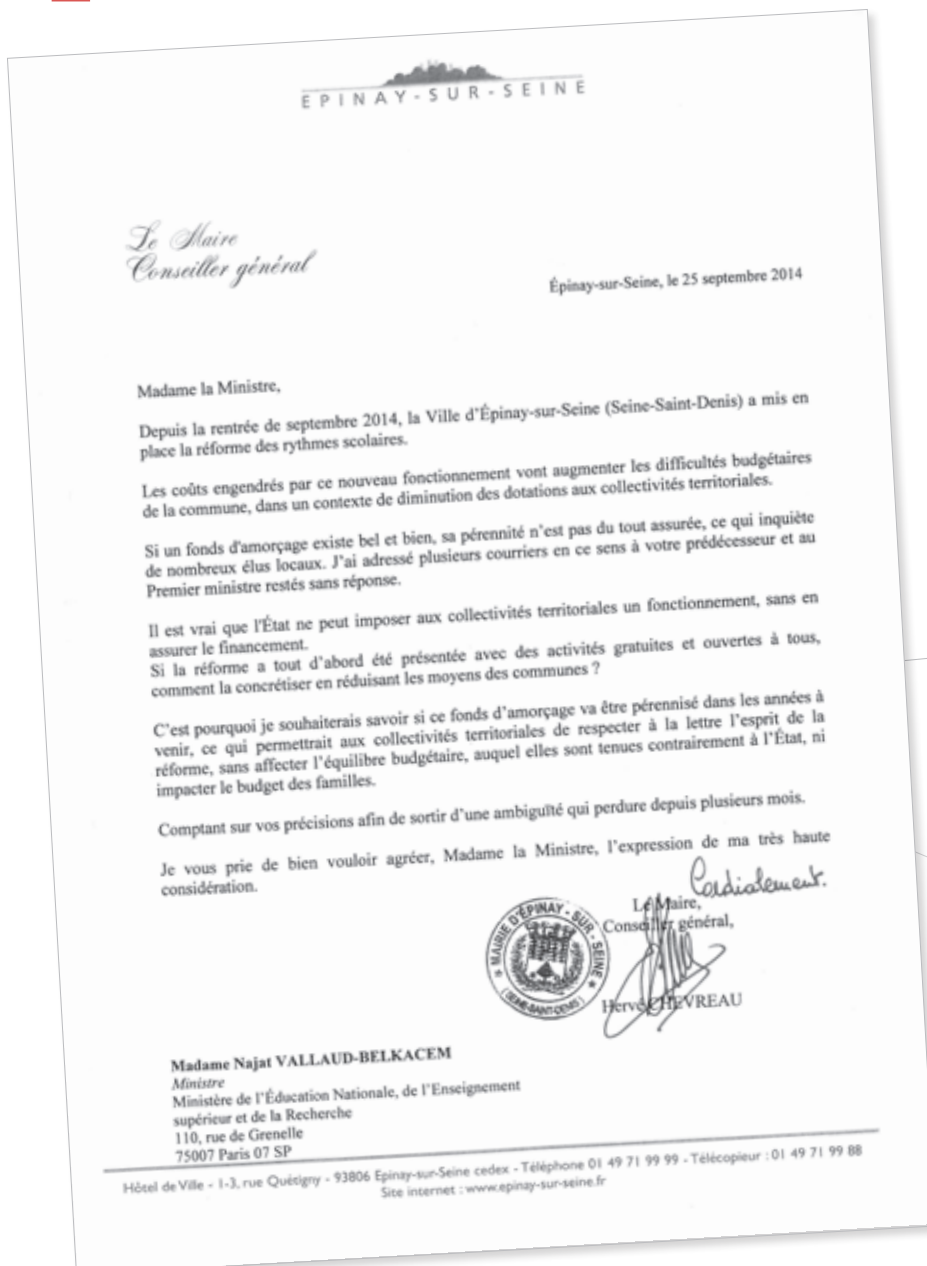 EPINAY-SUR-SEINE
Le Maire
Conseiller général
Épinay-sur-Seine, le 25 septembre 2014
Madame la Ministre,
Depuis la rentrée de septembre 2014, la Ville d'Épinay-sur-Seine (Seine-Saint-Denis) a mis en
place la réforme des rythmes scolaires.
Les coûts engendrés par ce nouveau fonctionnement vont augmenter les difficultés budgétaires
de la commune, dans un contexte de diminution des dotations aux collectivités territoriales.
Si un fonds d'amorçage existe bel et bien, sa pérennité n'est pas du tout assurée, ce qui inquiète
de nombreux élus locaux. J'ai adressé plusieurs courriers en ce sens à votre prédécesseur et au
Premier ministre restés sans réponse.
Il est vrai que l'État ne peut imposer aux collectivités territoriales un fonctionnement, sans en
assurer le financement.
Si la réforme a tout d'abord été présentée avec des activités gratuites et ouvertes à tous,
comment la concrétiser en réduisant les moyens des communes ?
C'est pourquoi je souhaiterais savoir si ce fonds d'amorçage va être pérennisé dans les années à
venir, ce qui permettrait aux collectivités territoriales de respecter à la lettre l'esprit de la
réforme, sans affecter l'équilibre budgétaire, auquel elles sont tenues contrairement à l'État, ni
impacter le budget des familles.
Comptant sur vos précisions afin de sortir d'une ambiguïté qui perdure depuis plusieurs mois.
Je vous prie de bien vouloir agréer, Madame la Ministre, l'expression de ma très haute
considération.
Cordialement.
Le Maire,
Conseiller général,
MAIRIE D'ÉPINAY-SUR-SEINE
(SEINE-SAINT-DENIS)
Hervé CHEVREAU
Madame Najat VALLAUD-BELKACEM
Ministre
Ministère de l'Éducation Nationale, de l'Enseignement
supérieur et de la Recherche
110, rue de Grenelle
75007 Paris 07 SP
Hôtel de Ville - 1-3, rue Quétigny - 93806 Epinay-sur-Seine cedex - Téléphone 01 49 71 99 99 - Télécopieur : 01 49 71 99 88
Site internet : www.epinay-sur-seine.fr